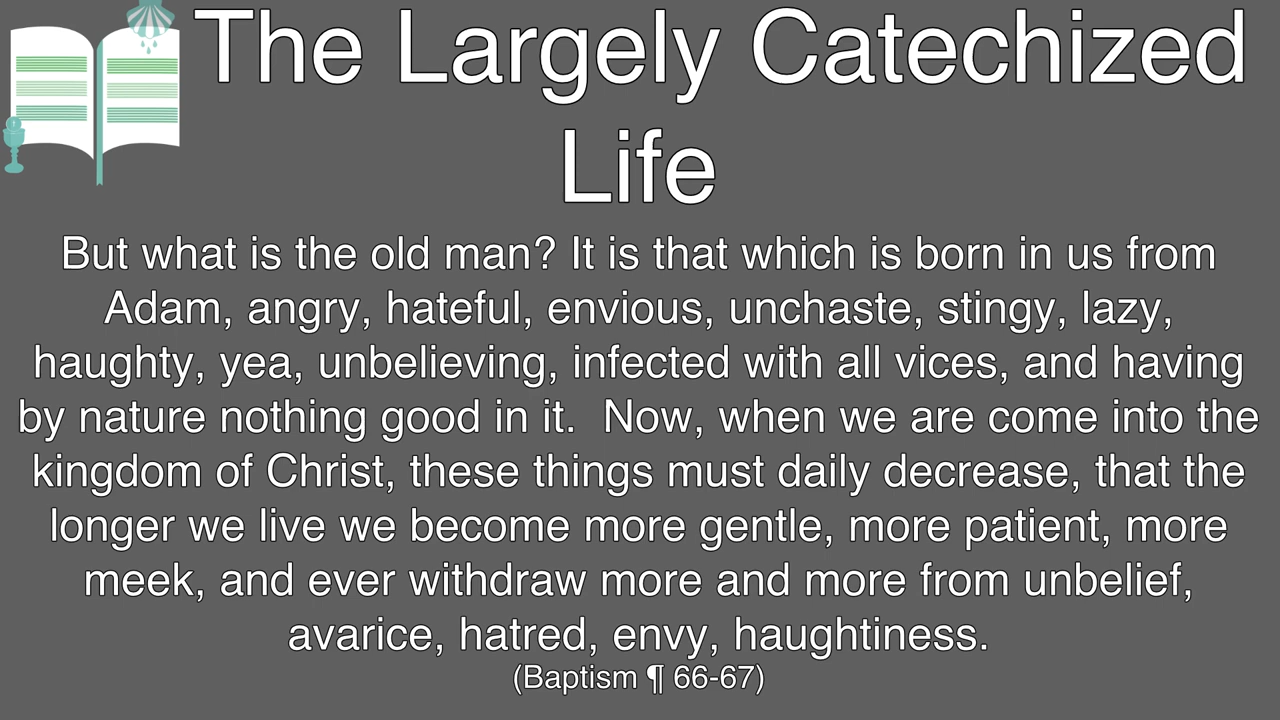 The Largely Catechized
Life
But what is the old man? It is that which is born in us from
Adam, angry, hateful, envious, unchaste, stingy, lazy,
haughty, yea, unbelieving, infected with all vices, and having
by nature nothing good in it.  Now, when we are come into the
kingdom of Christ, these things must daily decrease, that the
longer we live we become more gentle, more patient, more
meek, and ever withdraw more and more from unbelief,
avarice, hatred, envy, haughtiness.
(Baptism ¶ 66-67)